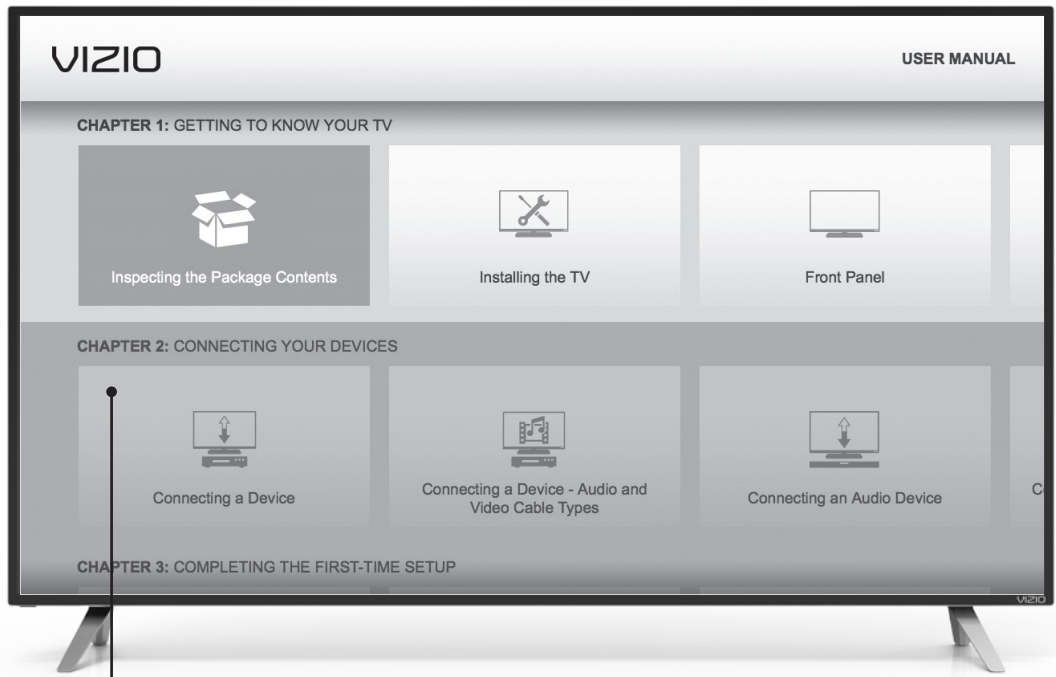 VIZIO
USER MANUAL
CHAPTER 1: GETTING TO KNOW YOUR TV
Inspecting the Package Contents
Installing the TV
Front Panel
CHAPTER 2: CONNECTING YOUR DEVICES
Connecting a Device
Connecting a Device - Audio and
Video Cable Types
Connecting an Audio Device
CHAPTER 3: COMPLETING THE FIRST-TIME SETUP
VIZIO